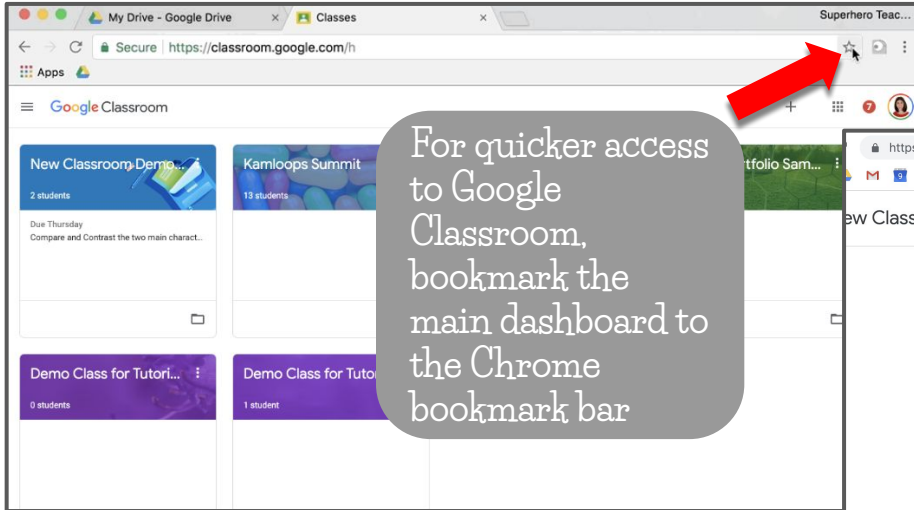 My Drive - Google Drive
Classes
Superhero Teac...
Secure https://classroom.google.com/h
Apps
Google Classroom
7
For quicker access
to Google
Classroom,
bookmark the
main dashboard to
the Chrome
bookmark bar
New Classroom Demo...
2 students
Due Thursday
Compare and Contrast the two main charact...
Kamloops Summit
13 students
tfolio Sam...
https
M 9
ew Class
Demo Class for Tutori...
0 students
Demo Class for Tuto
1 student